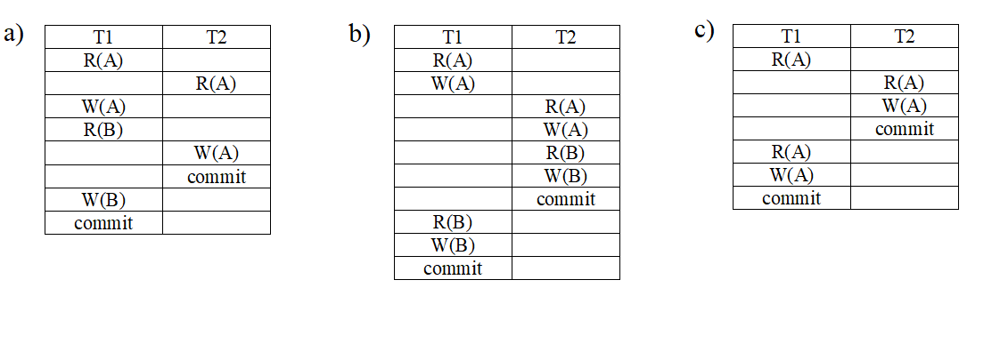 a)
T1 T2
R(A)
R(A)
W(A)
R(B)
W(A)
commit
W(B)
commit
b)
T1 T2
R(A)
W(A)
R(A)
W(A)
R(B)
W(B)
commit
R(B)
W(B)
commit
c)
T1 T2
R(A)
R(A)
W(A)
commit
R(A)
W(A)
commit